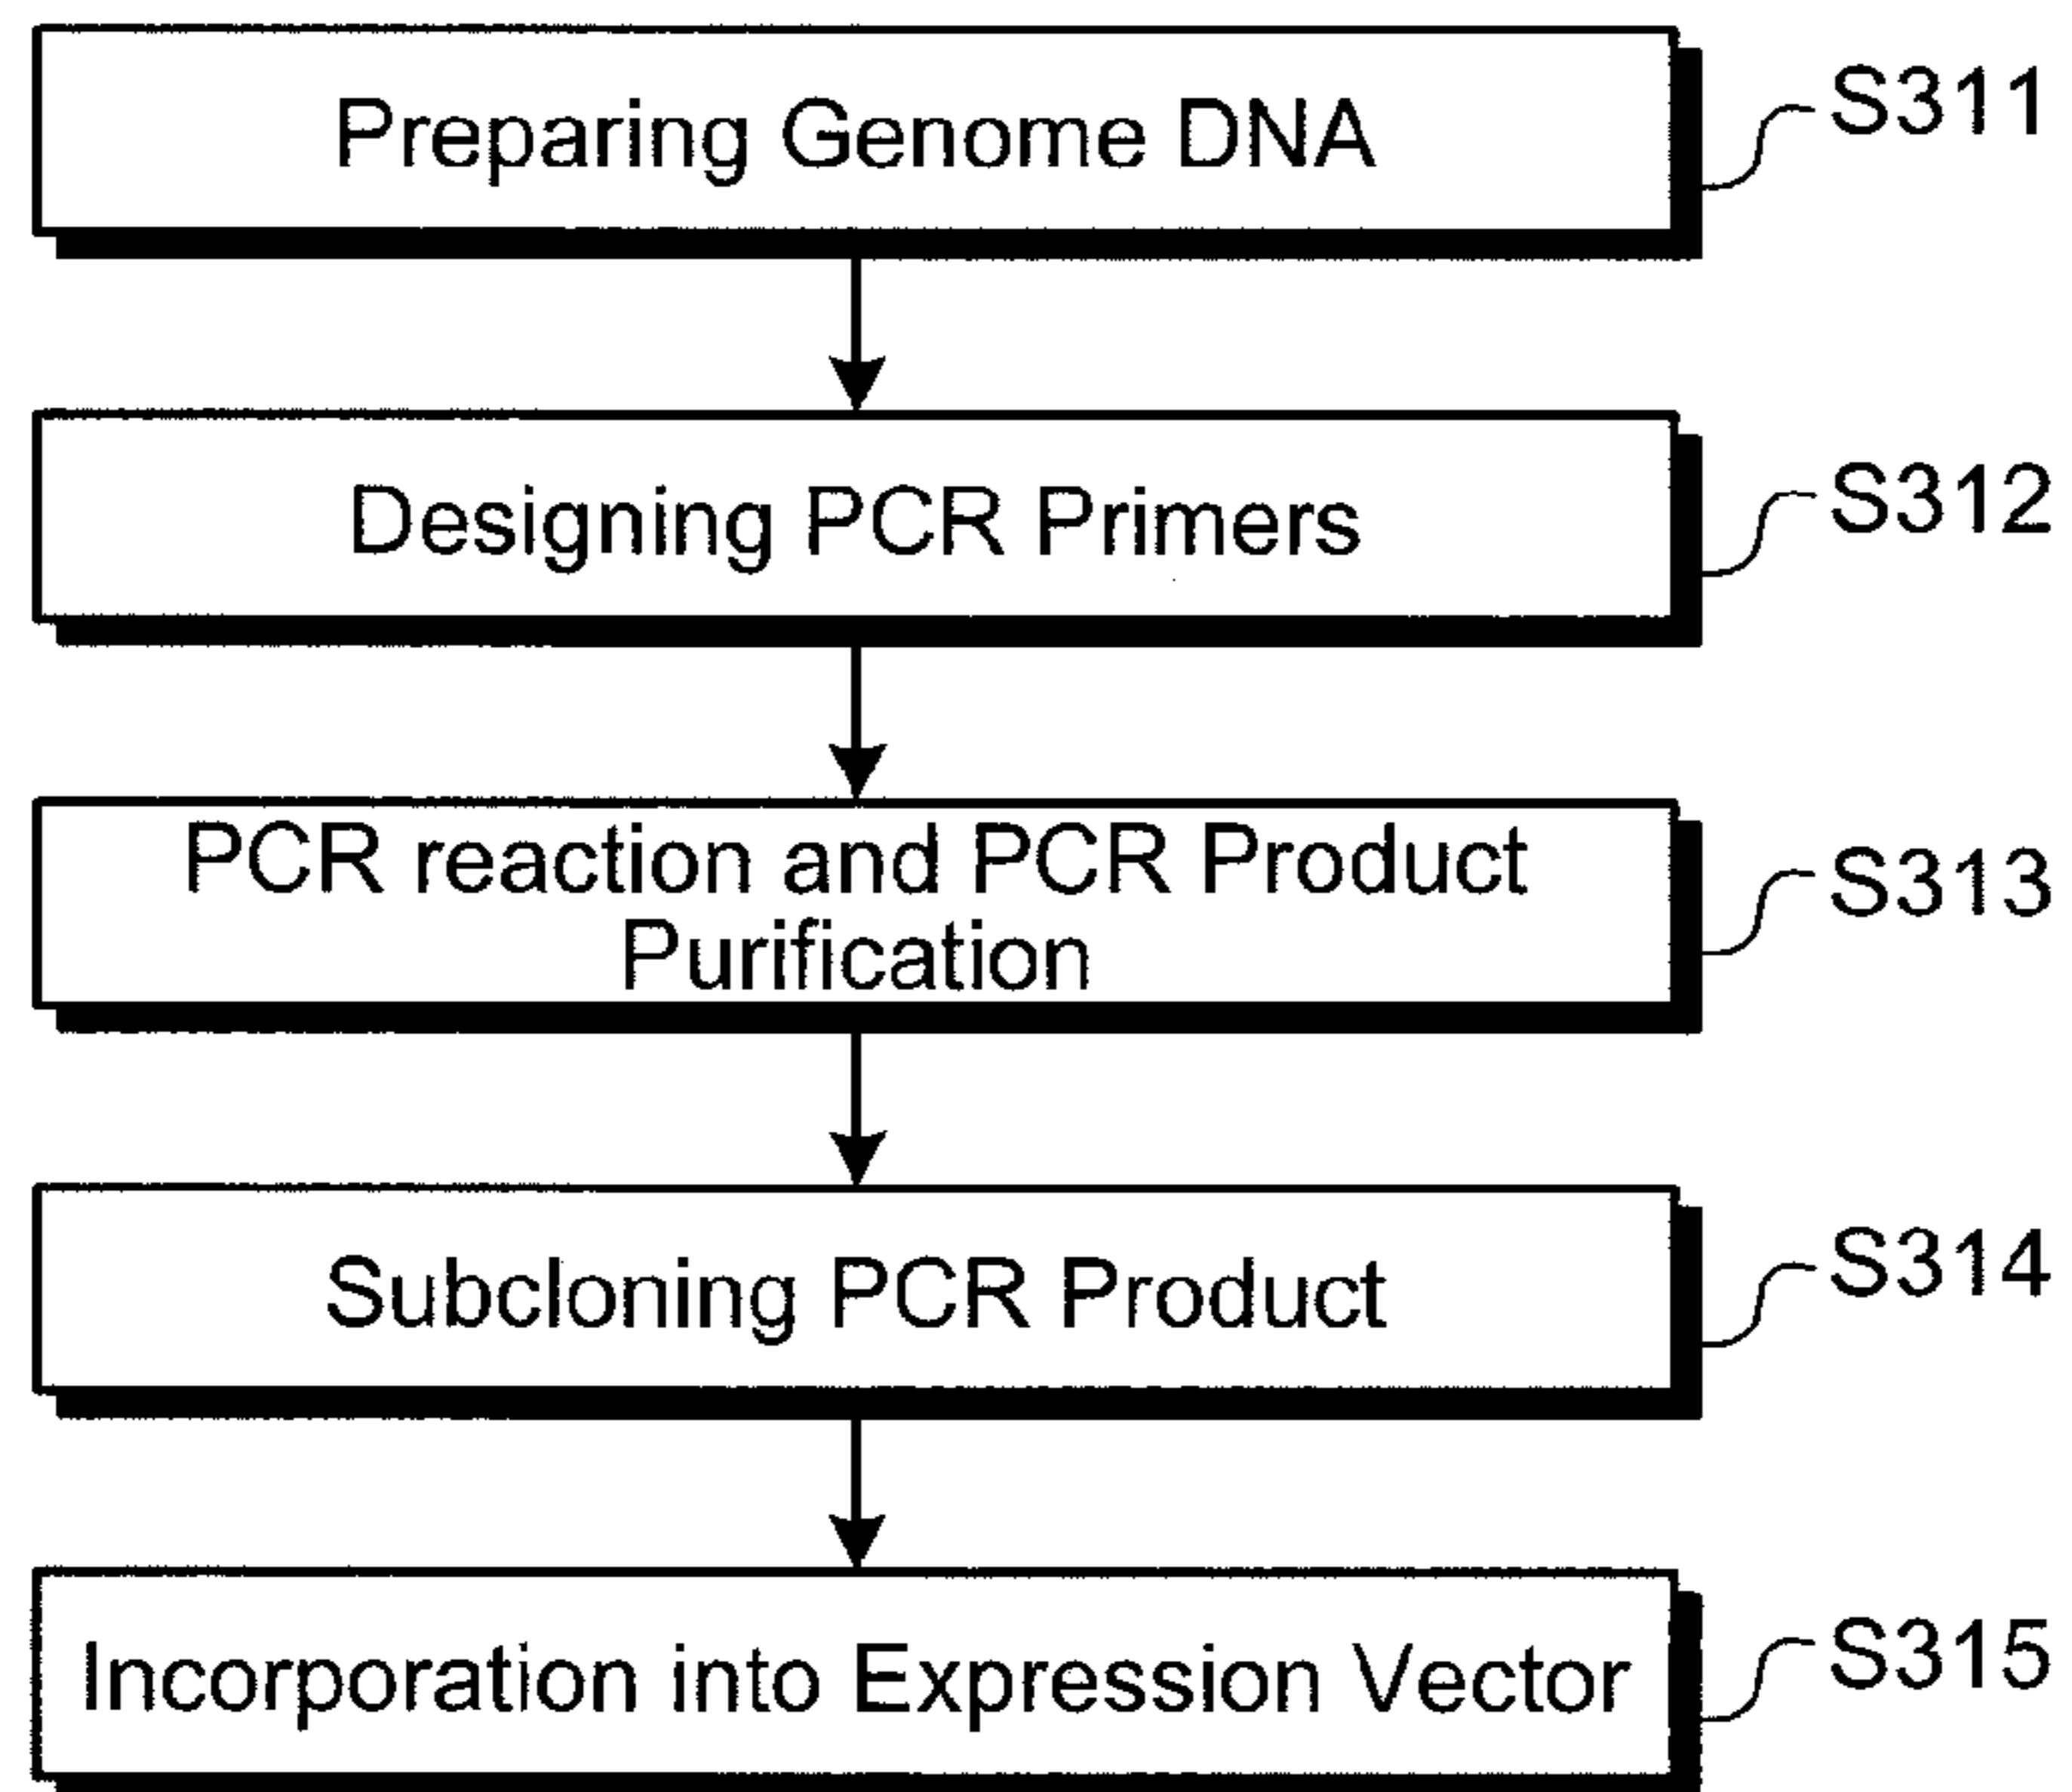 Preparing Genome DNA
S311
Designing PCR Primers
S312
PCR reaction and PCR Product
Purification
S313
Subcloning PCR Product
S314
Incorporation into Expression Vector
S315